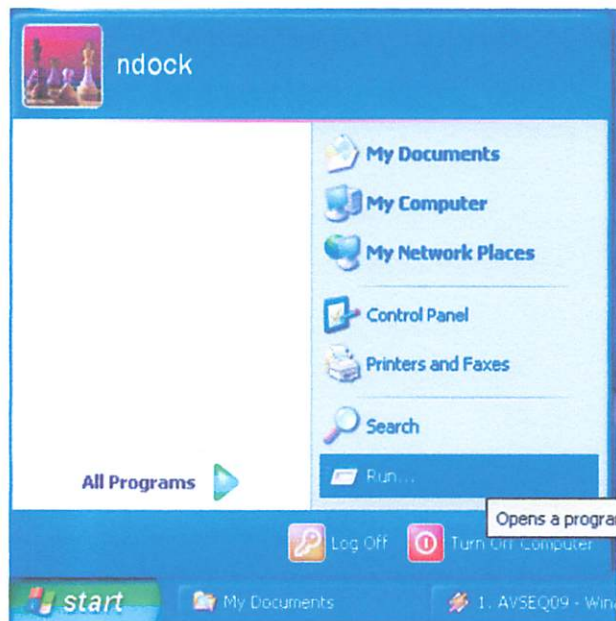 ndock
My Documents
My Computer
My Network Places
Control Panel
Printers and Faxes
Search
All Programs
Run...
Opens a progra
Log Off
Turn Off Computer
start
My Documents
1. AVSEQ09 - Win